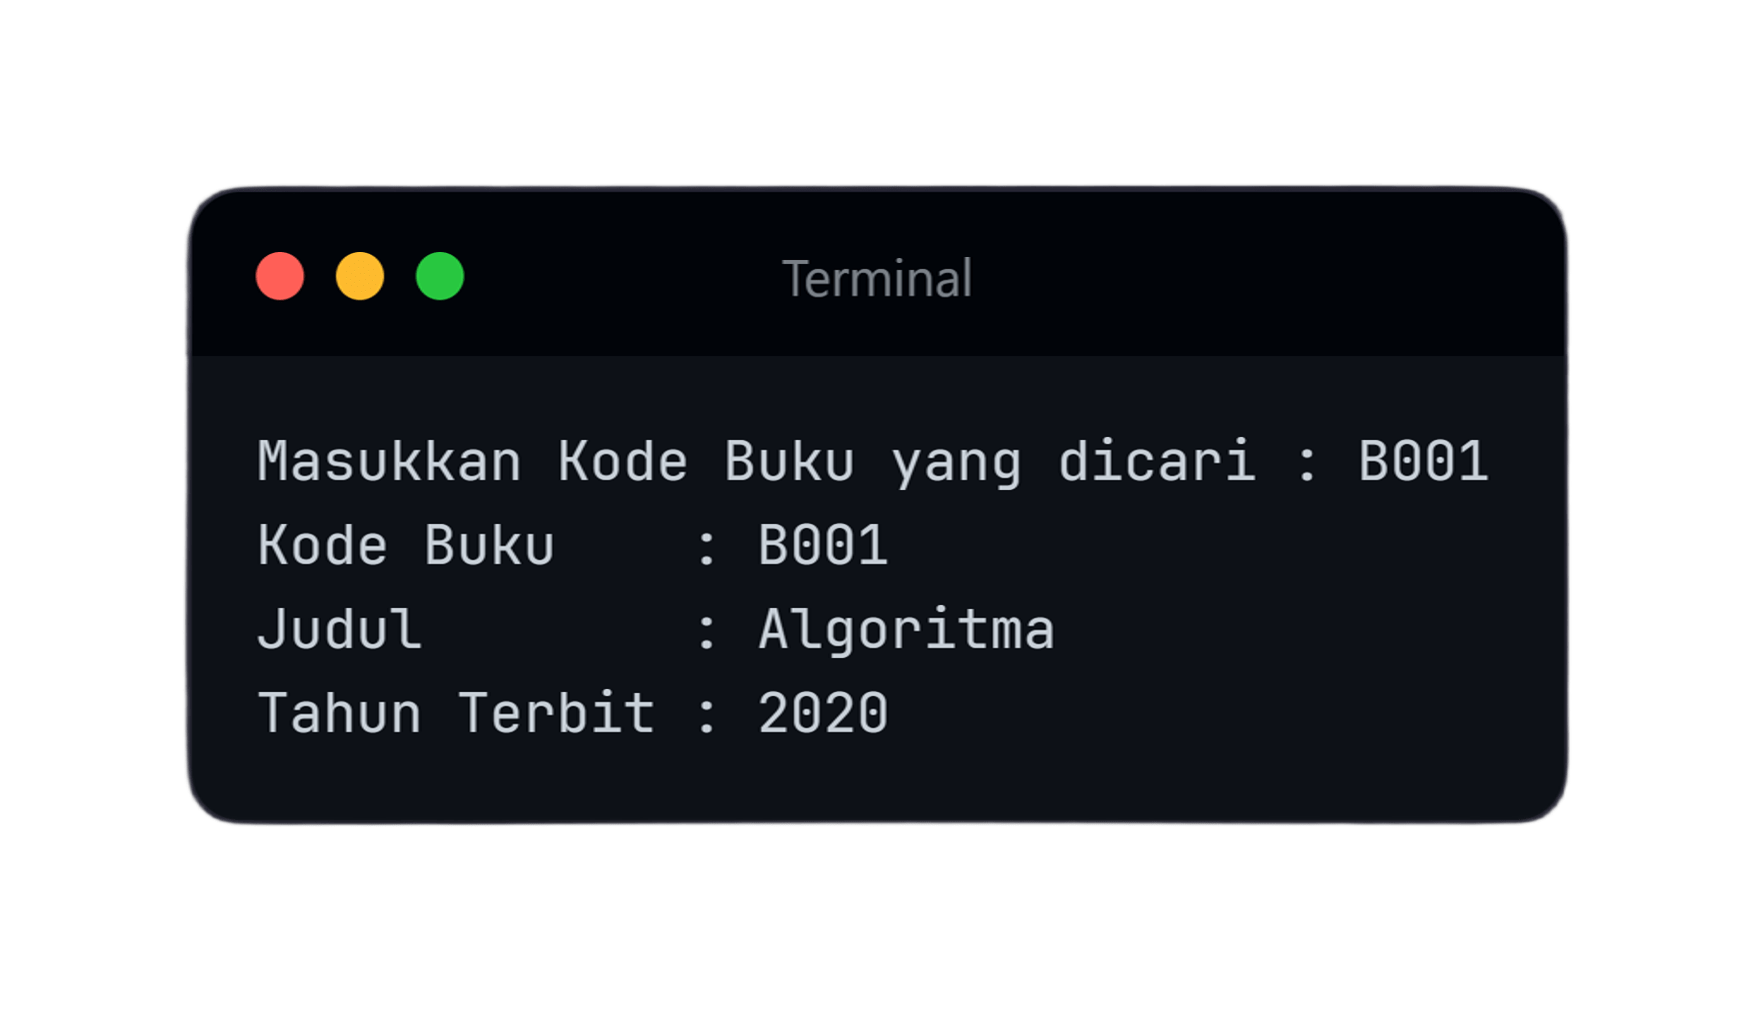 Terminal
Masukkan Kode Buku yang dicari : B001
Kode Buku    : B001
Judul        : Algoritma
Tahun Terbit : 2020